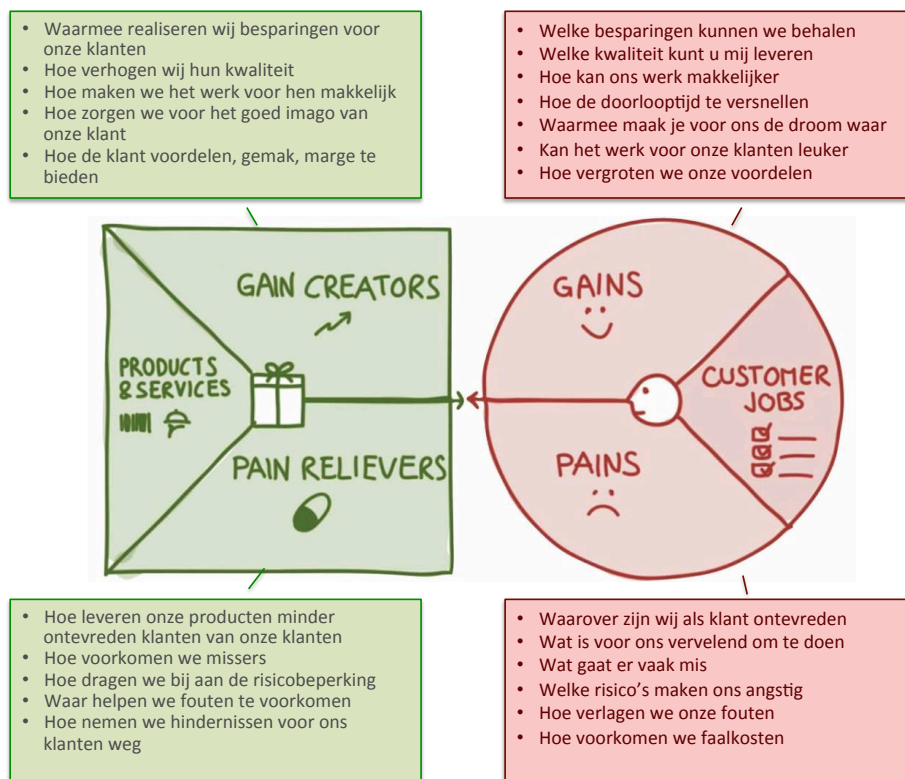 • Waarmee realiseren wij besparingen voor
onze klanten
• Hoe verhogen wij hun kwaliteit
• Hoe maken we het werk voor hen makkelijk
• Hoe zorgen we voor het goed imago van
onze klant
• Hoe de klant voordelen, gemak, marge te
bieden
• Welke besparingen kunnen we behalen
• Welke kwaliteit kunt u mij leveren
• Hoe kan ons werk makkelijker
• Hoe de doorlooptijd te versnellen
• Waarmee maak je voor ons de droom waar
• Kan het werk voor onze klanten leuker
• Hoe vergroten we onze voordelen
GAIN CREATORS
PRODUCTS
& SERVICES
PAIN RELIEVERS
GAINS
CUSTOMER
JOBS
PAINS
• Hoe leveren onze producten minder
ontevreden klanten van onze klanten
• Hoe voorkomen we missers
• Hoe dragen we bij aan de risicobeperking
• Waar helpen we fouten te voorkomen
• Hoe nemen we hindernissen voor ons
klanten weg
• Waarover zijn wij als klant ontevreden
• Wat is voor ons vervelend om te doen
• Wat gaat er vaak mis
• Welke risico's maken ons angstig
• Hoe verlagen we onze fouten
• Hoe voorkomen we faalkosten